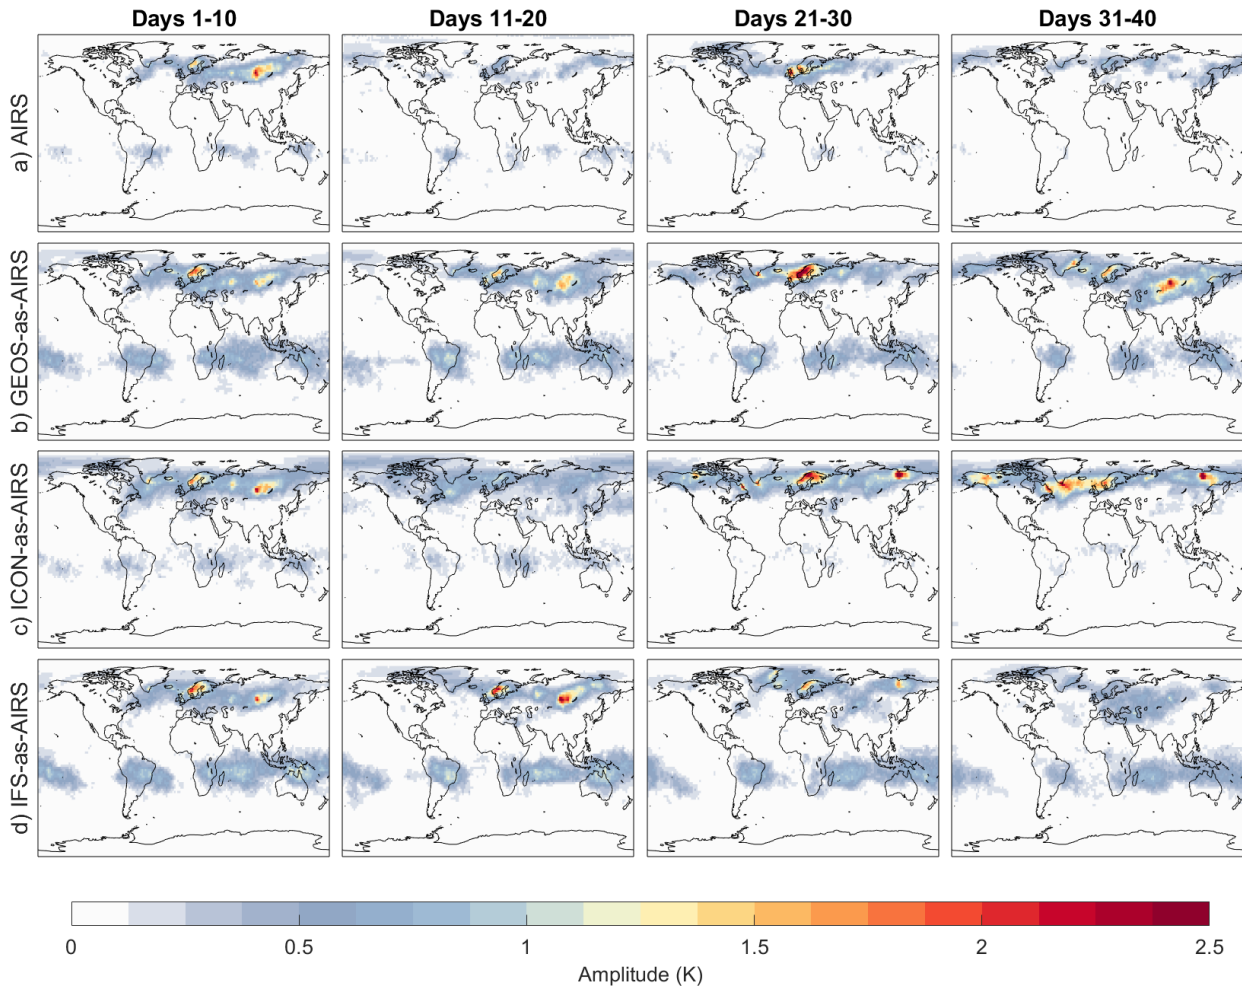 Days 1-10 Days 11-20 Days 21-30 Days 31-40
a) AIRS
b) GEOS-as-AIRS
c) ICON-as-AIRS
d) IFS-as-AIRS
0 0.5 1 1.5 2 2.5
Amplitude (K)